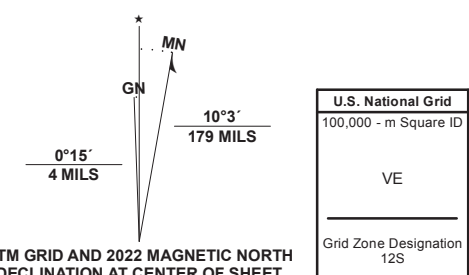 MN
GN
10°3´
179 MILS
0°15´
4 MILS
TM GRID AND 2022 MAGNETIC NORTH
DECLINATION AT CENTER OF SHEET
U.S. National Grid
100,000 - m Square ID
VE
Grid Zone Designation
12S